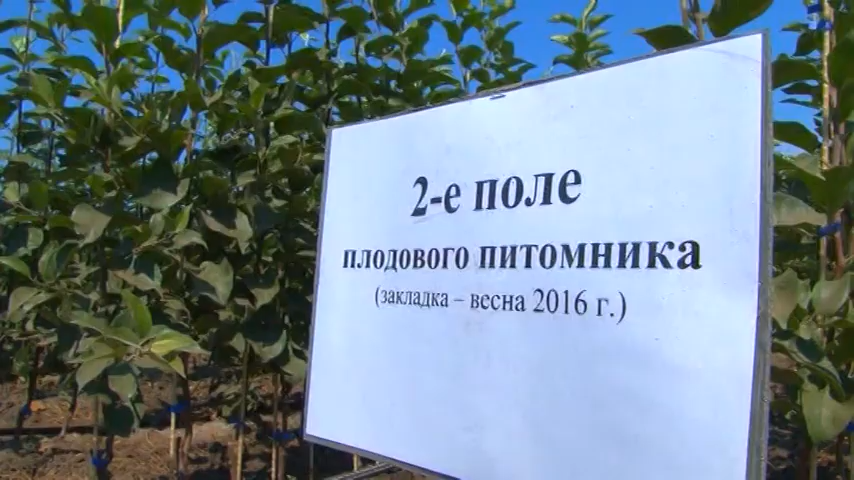 2-е поле
плодового питомника
(закладка – весна 2016 г.)